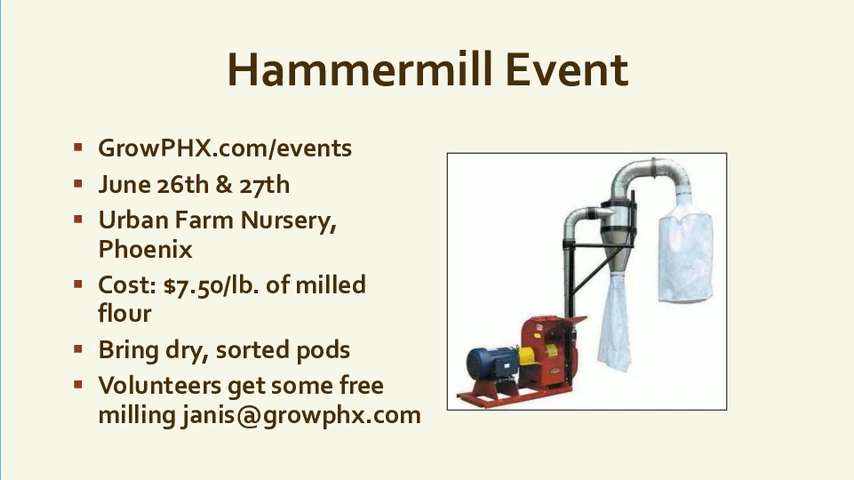 Hammermill Event
▪ GrowPHX.com/events
▪ June 26th & 27th
▪ Urban Farm Nursery,
Phoenix
▪ Cost: $7.50/lb. of milled
flour
▪ Bring dry, sorted pods
▪ Volunteers get some free
milling janis@growphx.com